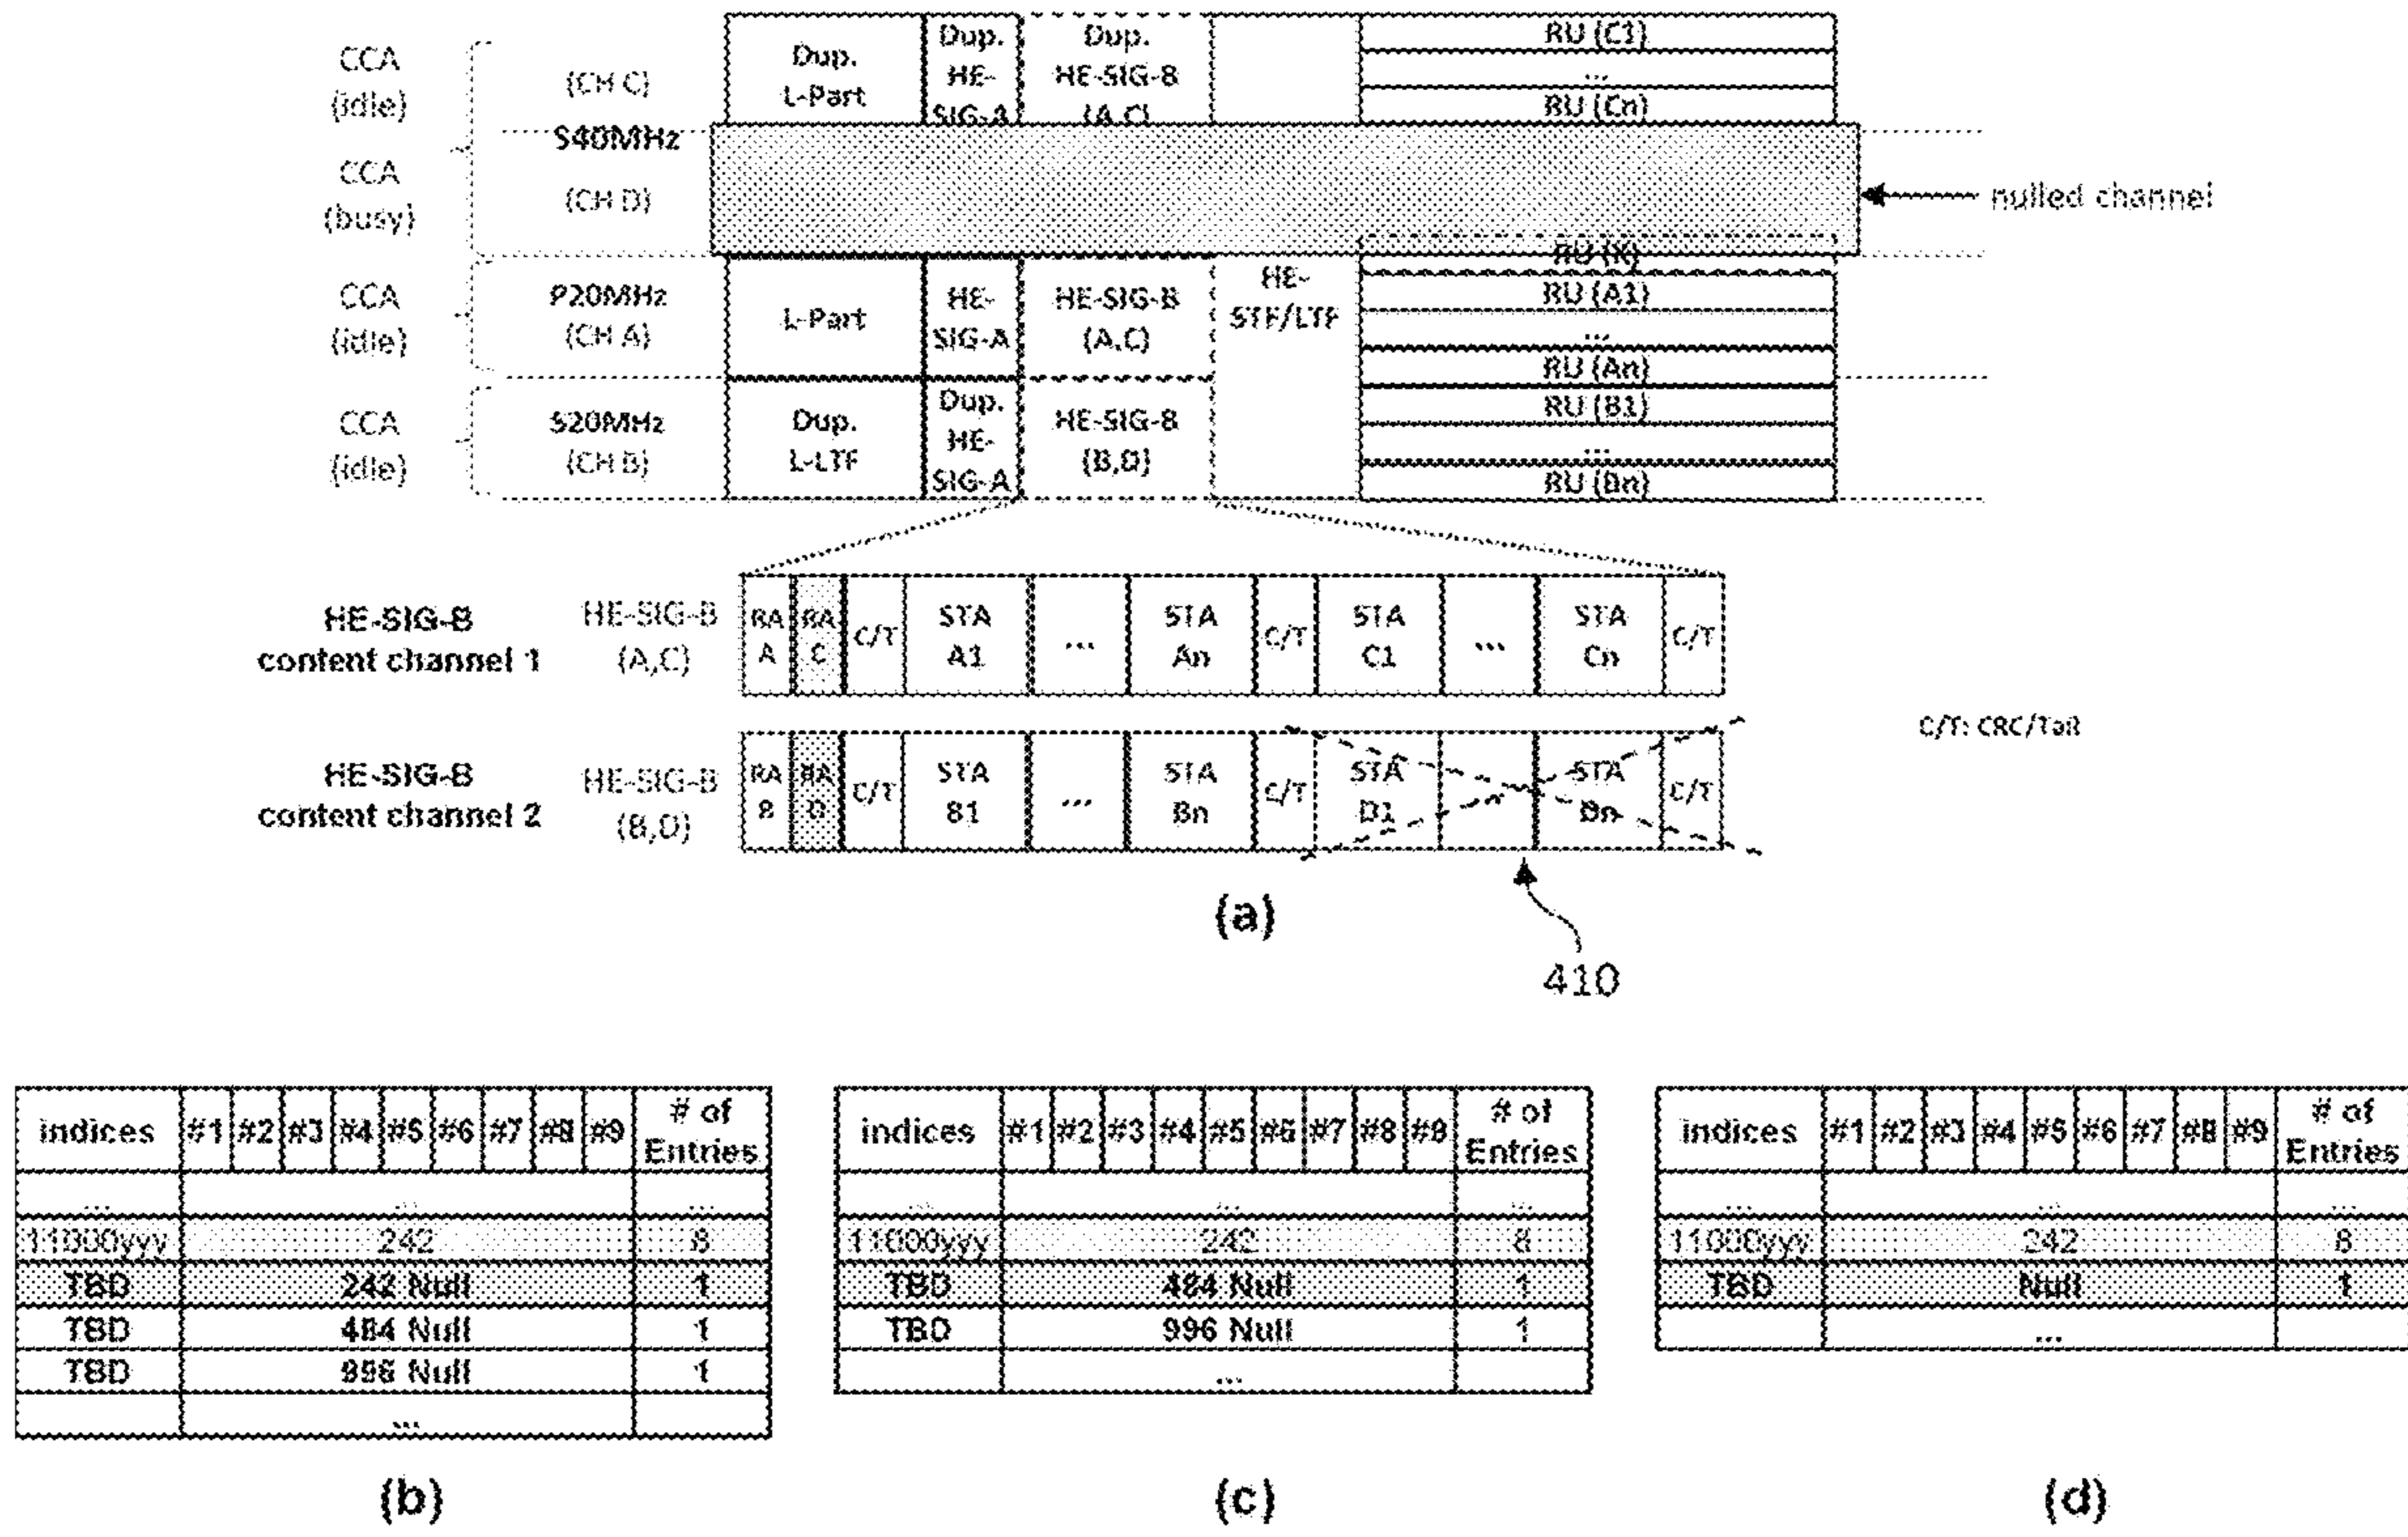 CCA
(idle)
(CH C)
Dup.
L-Part
Dup.
HE-
SIG-A
Dup.
HE-SIG-B
(A,C)
RU (C1)
...
RU (Cn)
S40MHz
CCA
(busy)
(CH D)
nulled channel
RU (X)
CCA
(idle)
P20MHz
(CH A)
L-Part
HE-
SIG-A
HE-SIG-B
(A,C)
HE-
STF/LTF
RU (A1)
...
RU (An)
CCA
(idle)
S20MHz
(CH B)
Dup.
L-LTF
Dup.
HE-
SIG-A
HE-SIG-B
(B,D)
RU (B1)
...
RU (Bn)
HE-SIG-B
content channel 1
HE-SIG-B
(A,C)
RA A
RA C
C/T
STA A1
...
STA An
C/T
STA C1
...
STA Cn
C/T
C/T: CRC/Tail
HE-SIG-B
content channel 2
HE-SIG-B
(B,D)
RA B
RA D
C/T
STA B1
...
STA Bn
C/T
STA D1
STA Dn
C/T
410
(a)
indices #1 #2 #3 #4 #5 #6 #7 #8 #9 # of Entries
... ... ...
11000yyy 242 8
TBD 242 Null 1
TBD 484 Null 1
TBD 996 Null 1
...
(b)
indices #1 #2 #3 #4 #5 #6 #7 #8 #9 # of Entries
... ... ...
11000yyy 242 8
TBD 484 Null 1
TBD 996 Null 1
...
(c)
indices #1 #2 #3 #4 #5 #6 #7 #8 #9 # of Entries
... ... ...
11000yyy 242 8
TBD Null 1
...
(d)